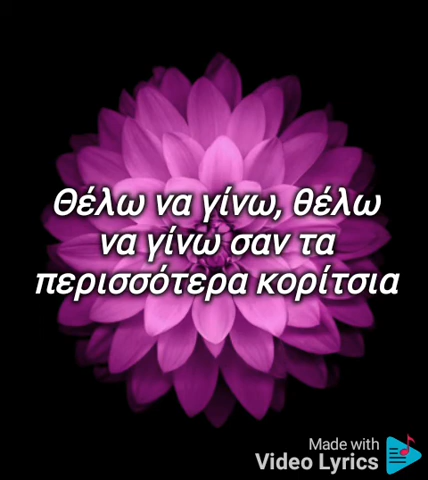 Θέλω να γίνω, θέλω
να γίνω σαν τα
περισσότερα κορίτσια
Made with
Video Lyrics